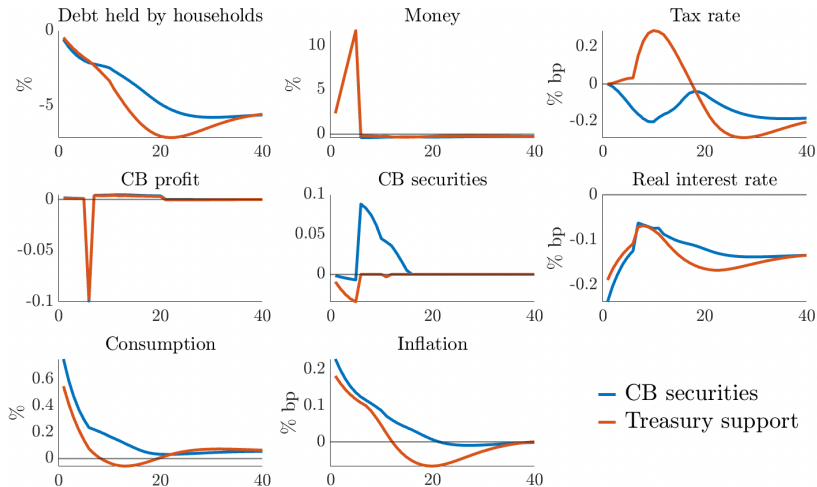 Debt held by households
0
-5
%
0 20 40
Money
10
5
0
%
0 20 40
Tax rate
0.2
0
-0.2
% bp
0 20 40
CB profit
0
-0.05
-0.1
0 20 40
CB securities
0.1
0.05
0
0 20 40
Real interest rate
0
-0.1
-0.2
% bp
0 20 40
Consumption
0.6
0.4
0.2
0
%
0 20 40
Inflation
0.2
0.1
0
% bp
0 20 40
CB securities
Treasury support